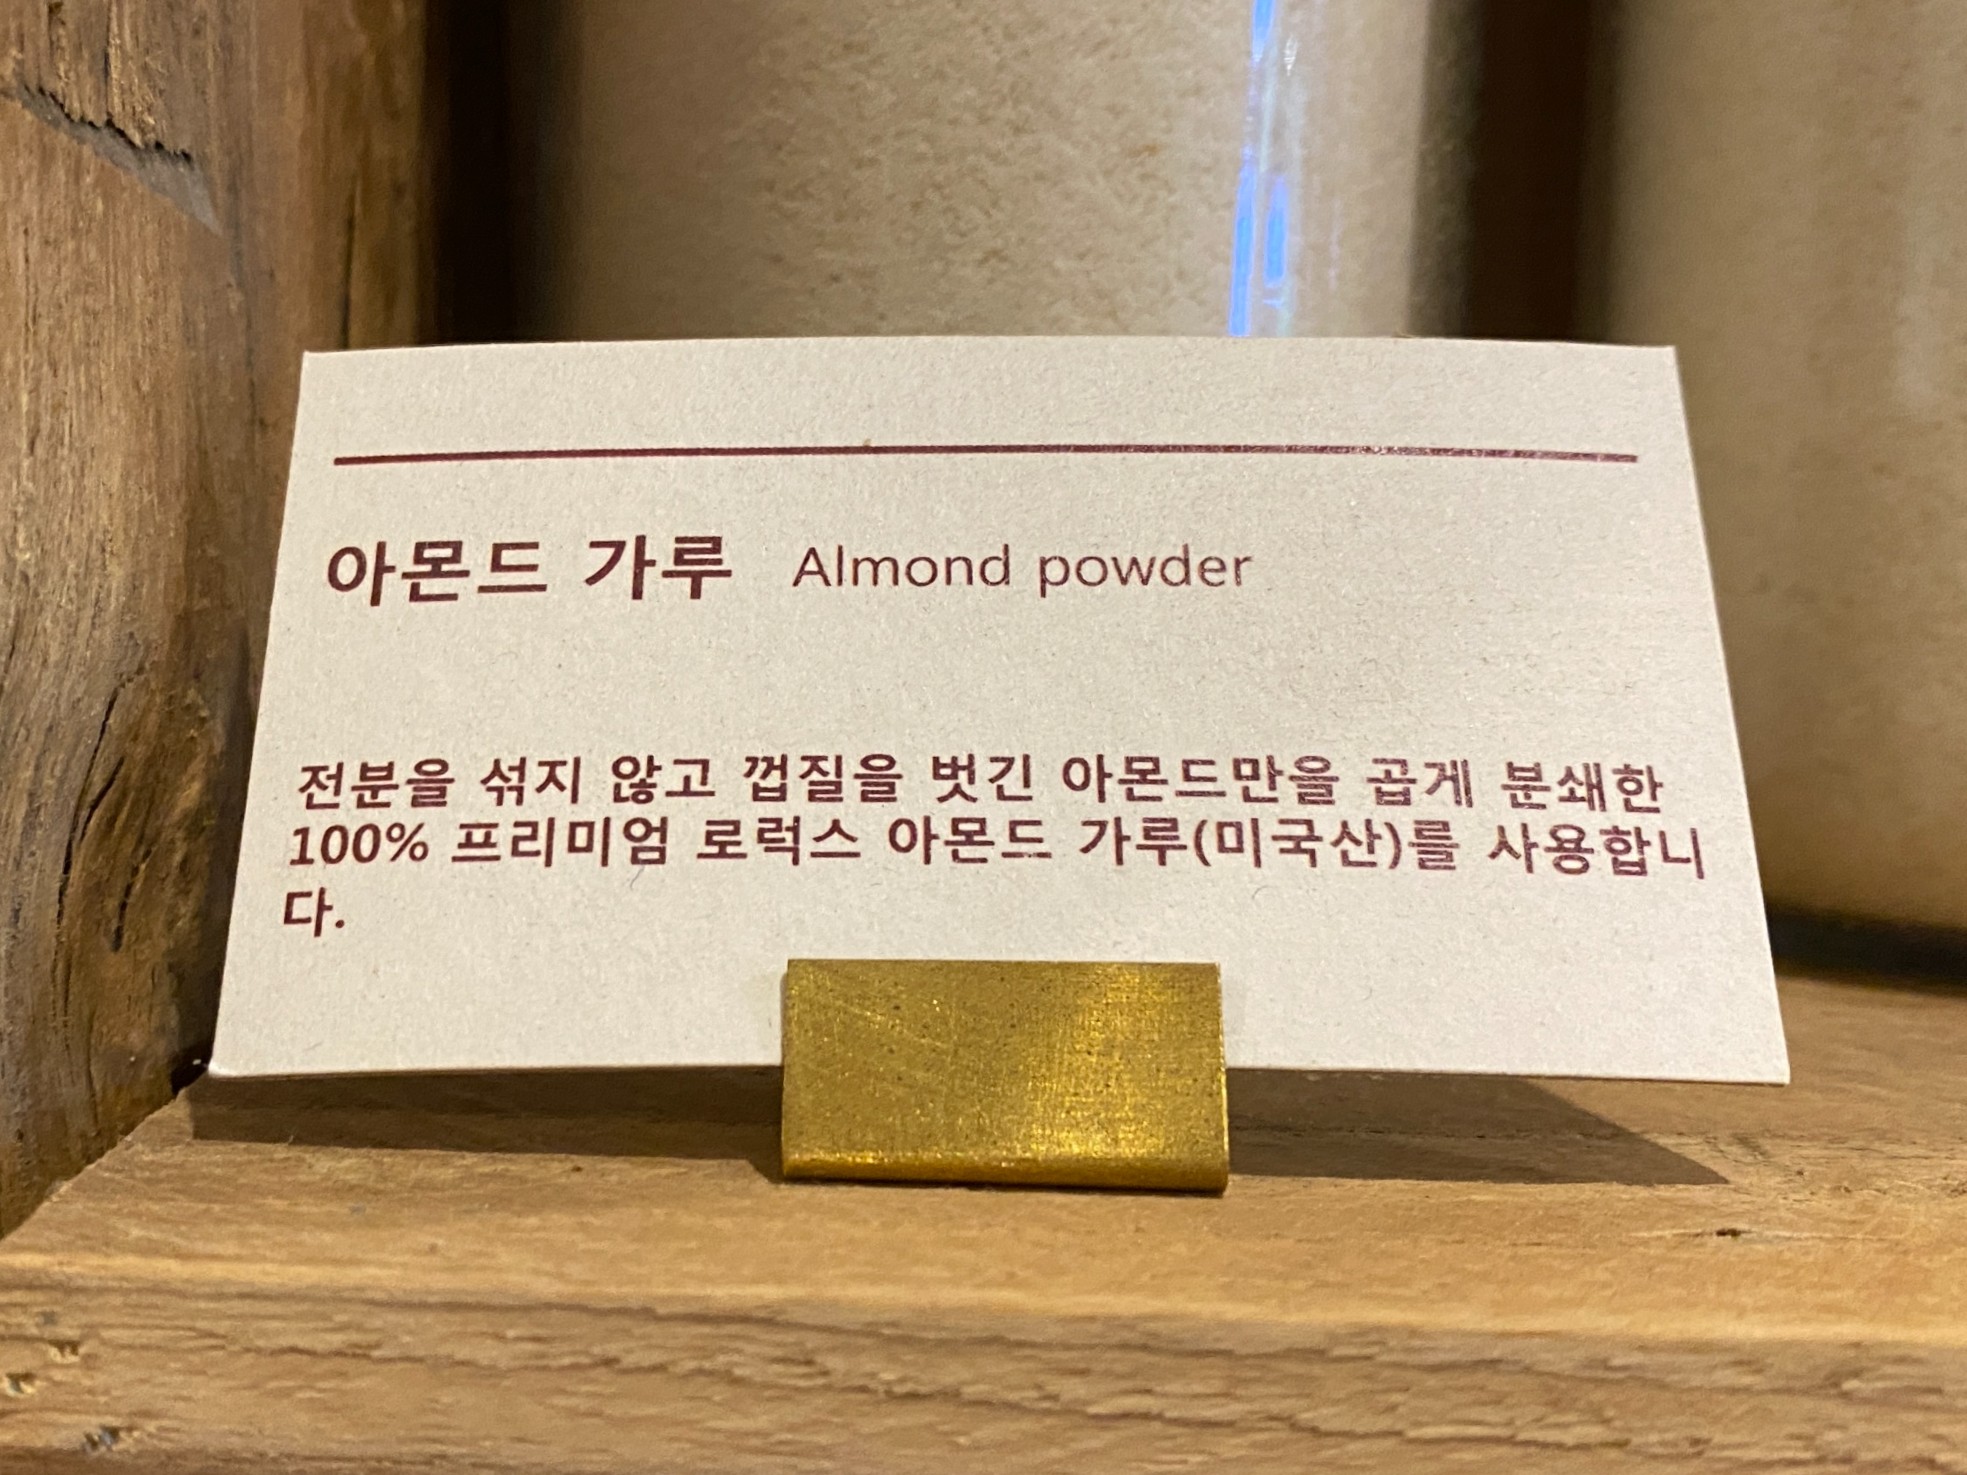 아몬드 가루 Almond powder
전분을 섞지 않고 껍질을 벗긴 아몬드만을 곱게 분쇄한
100% 프리미엄 로럭스 아몬드 가루(미국산)를 사용합니
다.